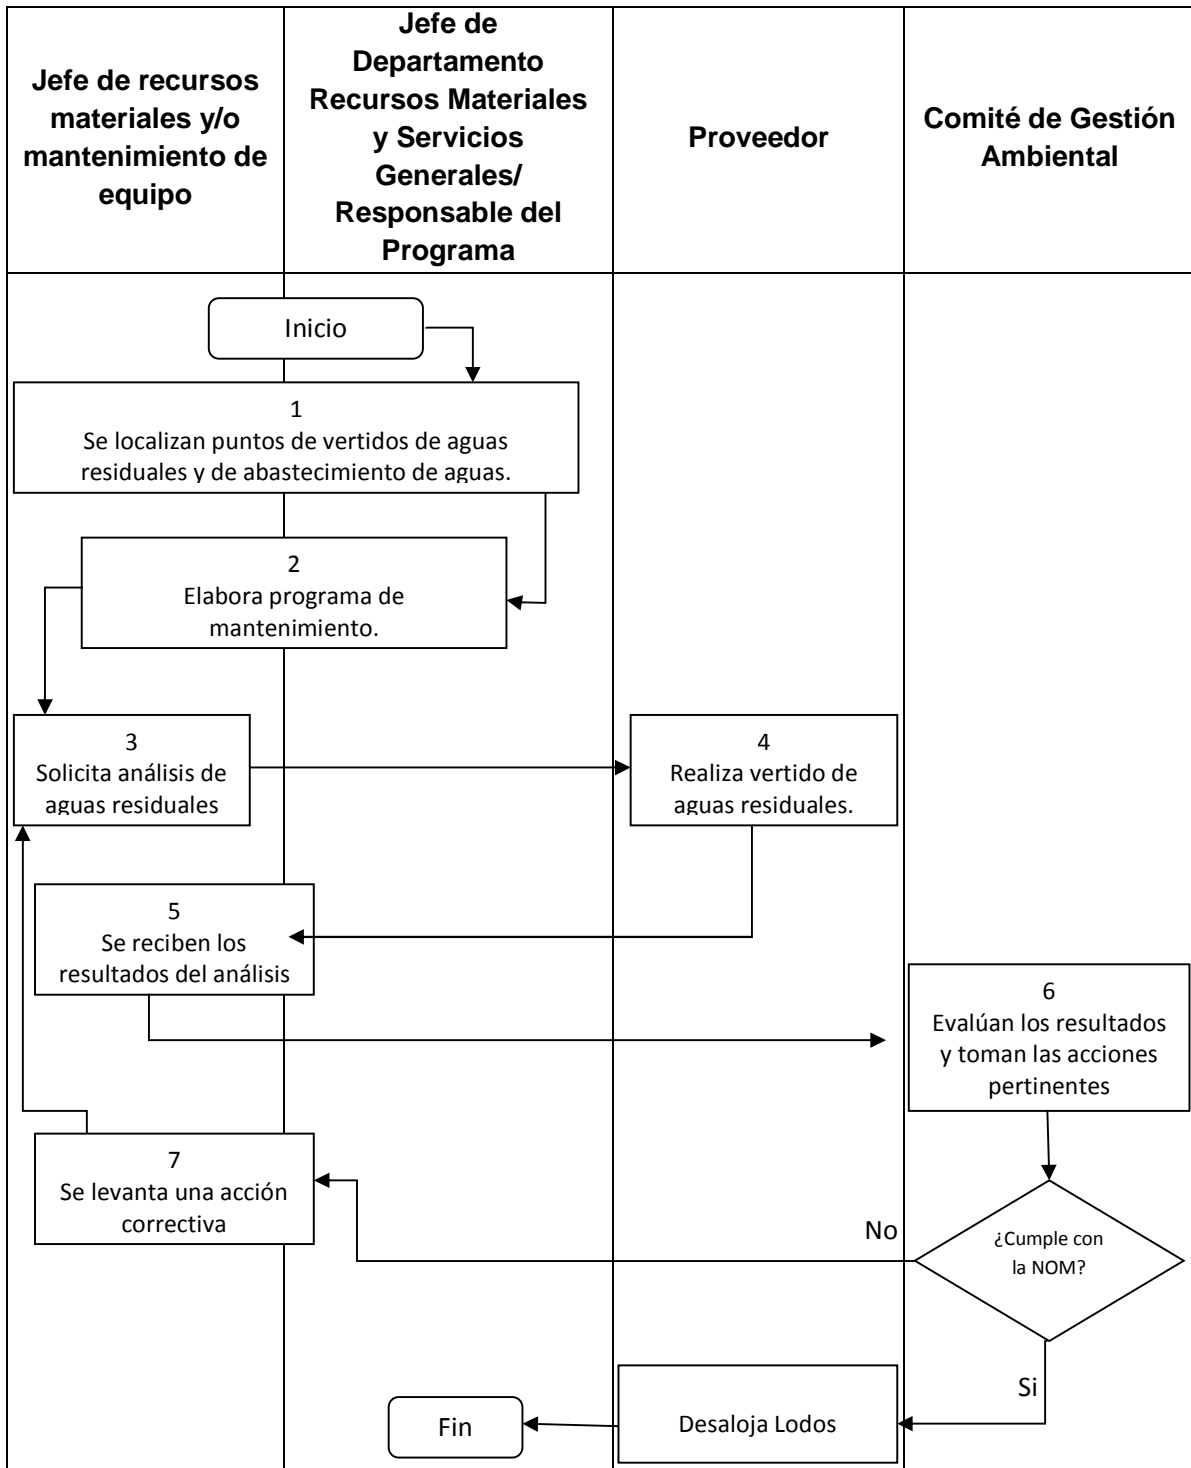 Jefe de recursos
materiales y/o
mantenimiento de
equipo
Jefe de
Departamento
Recursos Materiales
y Servicios
Generales/
Responsable del
Programa
Proveedor
Comité de Gestión
Ambiental
Inicio
1
Se localizan puntos de vertidos de aguas
residuales y de abastecimiento de aguas.
2
Elabora programa de
mantenimiento.
3
Solicita análisis de
aguas residuales
4
Realiza vertido de
aguas residuales.
5
Se reciben los
resultados del análisis
6
Evalúan los resultados
y toman las acciones
pertinentes
7
Se levanta una acción
correctiva
No
¿Cumple con
la NOM?
Si
Desaloja Lodos
Fin